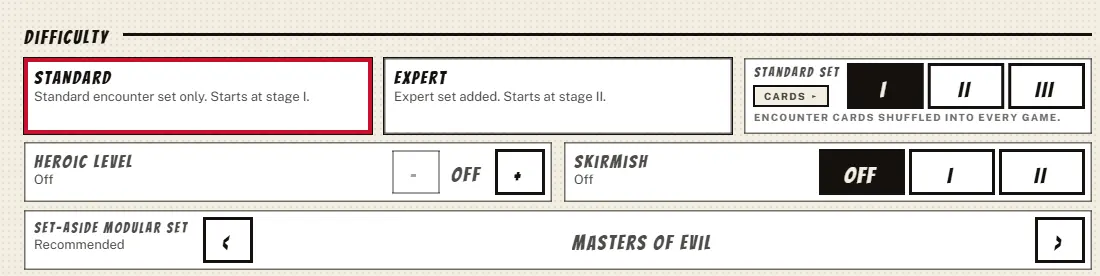 DIFFICULTY
STANDARD
Standard encounter set only. Starts at stage I.
EXPERT
Expert set added. Starts at stage II.
STANDARD SET
CARDS
I II III
ENCOUNTER CARDS SHUFFLED INTO EVERY GAME.
HEROIC LEVEL
Off
- OFF +
SKIRMISH
Off
OFF I II
SET-ASIDE MODULAR SET
Recommended
‹ MASTERS OF EVIL ›